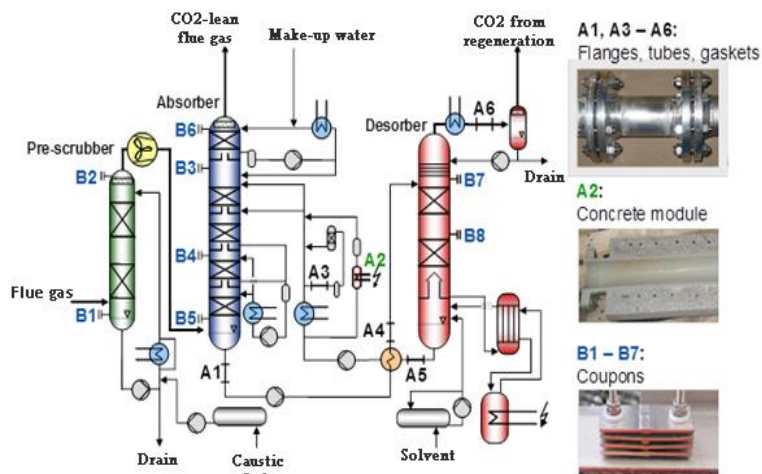 CO2-lean
flue gas
Make-up water
CO2 from
regeneration
A1, A3 – A6:
Flanges, tubes, gaskets
Absorber
Pre-scrubber
Desorber
A6
B6
B3
B2
B7
Drain
A2:
Concrete module
B4
B8
A2
A3
Flue gas
B1
B5
A4
A1
A5
B1 – B7:
Coupons
Drain
Caustic
Solvent